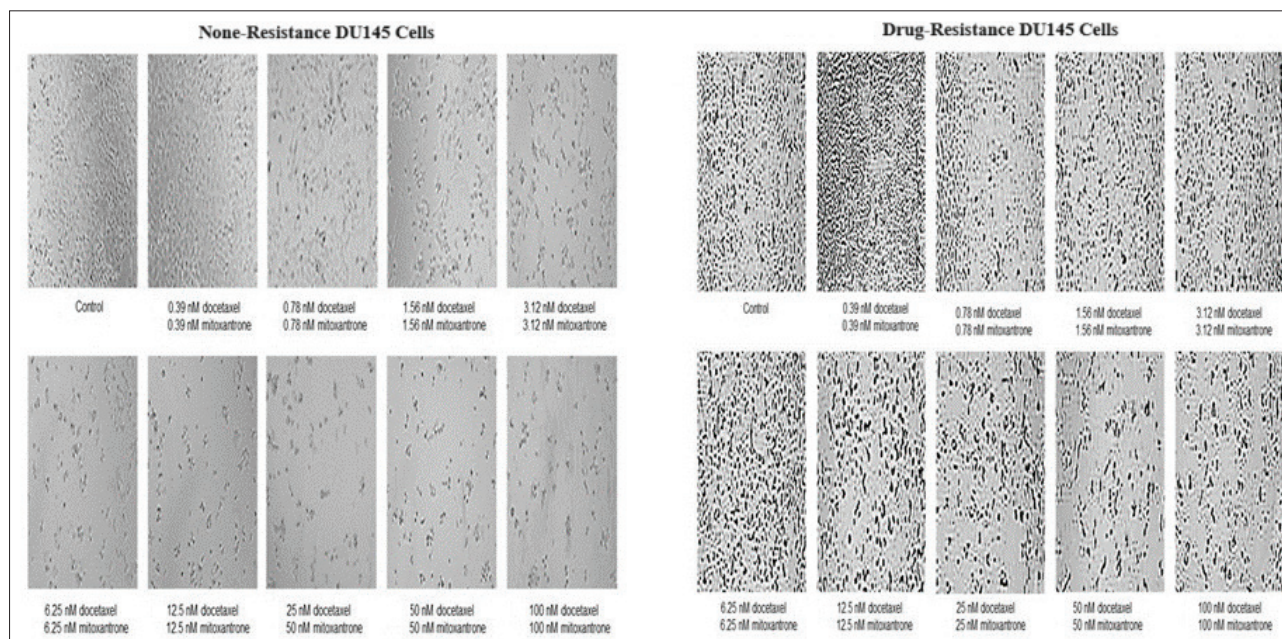 None-Resistance DU145 Cells
Control
0.39 nM docetaxel
0.39 nM mitoxantrone
0.78 nM docetaxel
0.78 nM mitoxantrone
1.56 nM docetaxel
1.56 nM mitoxantrone
3.12 nM docetaxel
3.12 nM mitoxantrone
6.25 nM docetaxel
6.25 nM mitoxantrone
12.5 nM docetaxel
12.5 nM mitoxantrone
25 nM docetaxel
50 nM mitoxantrone
50 nM docetaxel
50 nM mitoxantrone
100 nM docetaxel
100 nM mitoxantrone
Drug-Resistance DU145 Cells
Control
0.39 nM docetaxel
0.39 nM mitoxantrone
0.78 nM docetaxel
0.78 nM mitoxantrone
1.56 nM docetaxel
1.56 nM mitoxantrone
3.12 nM docetaxel
3.12 nM mitoxantrone
6.25 nM docetaxel
6.25 nM mitoxantrone
12.5 nM docetaxel
12.5 nM mitoxantrone
25 nM docetaxel
25 nM mitoxantrone
50 nM docetaxel
50 nM mitoxantrone
100 nM docetaxel
100 nM mitoxantrone